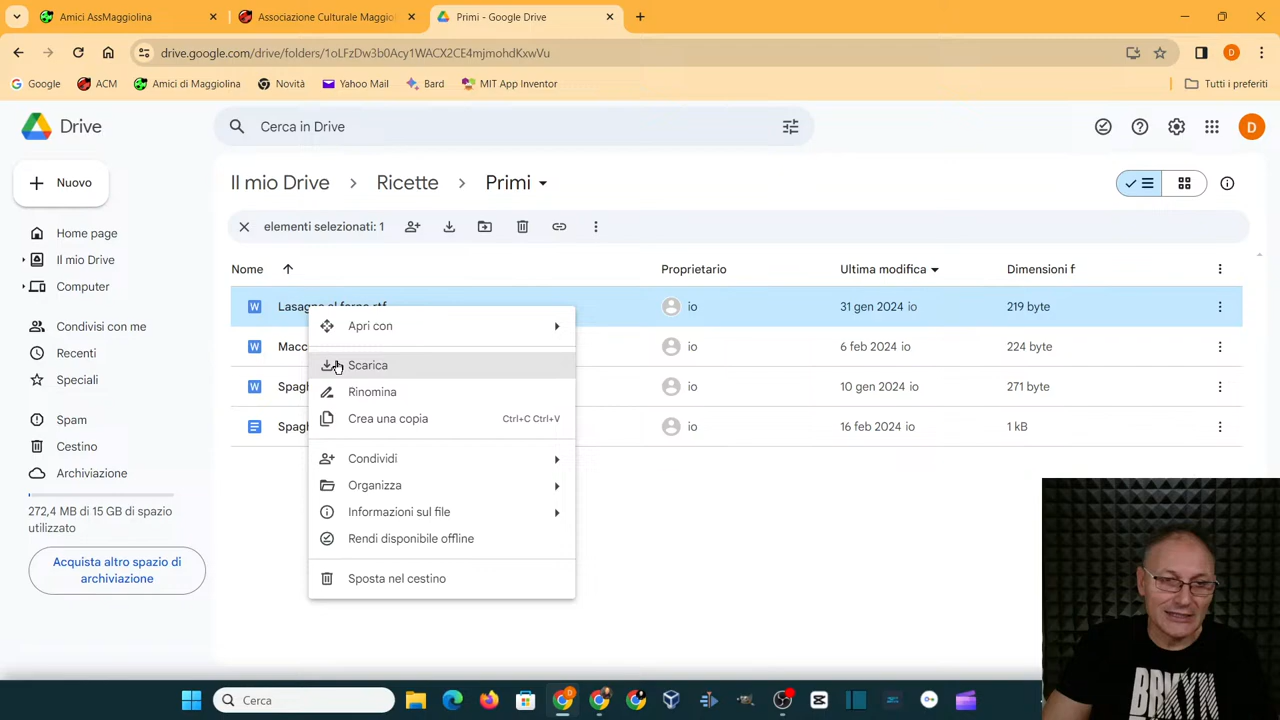 Amici AssMaggiolina
Associazione Culturale Maggiol
Primi - Google Drive
drive.google.com/drive/folders/1oLFzDw3b0Acy1WACX2CE4mjmohdKxwVu
Google
ACM
Amici di Maggiolina
Novità
Yahoo Mail
Bard
MIT App Inventor
Tutti i preferiti
D
Drive
Cerca in Drive
D
Nuovo
Il mio Drive > Ricette > Primi
elementi selezionati: 1
Home page
Il mio Drive
Computer
Condivisi con me
Recenti
Speciali
Spam
Cestino
Archiviazione
272,4 MB di 15 GB di spazio
utilizzato
Acquista altro spazio di
archiviazione
Nome
Proprietario
Ultima modifica
Dimensioni f
Lasagne al forno.rtf
io
31 gen 2024 io
219 byte
Macc
io
6 feb 2024 io
224 byte
Spagh
io
10 gen 2024 io
271 byte
Spagh
io
16 feb 2024 io
1 kB
Apri con
Scarica
Rinomina
Crea una copia
Ctrl+C Ctrl+V
Condividi
Organizza
Informazioni sul file
Rendi disponibile offline
Sposta nel cestino
BRKYN
Cerca